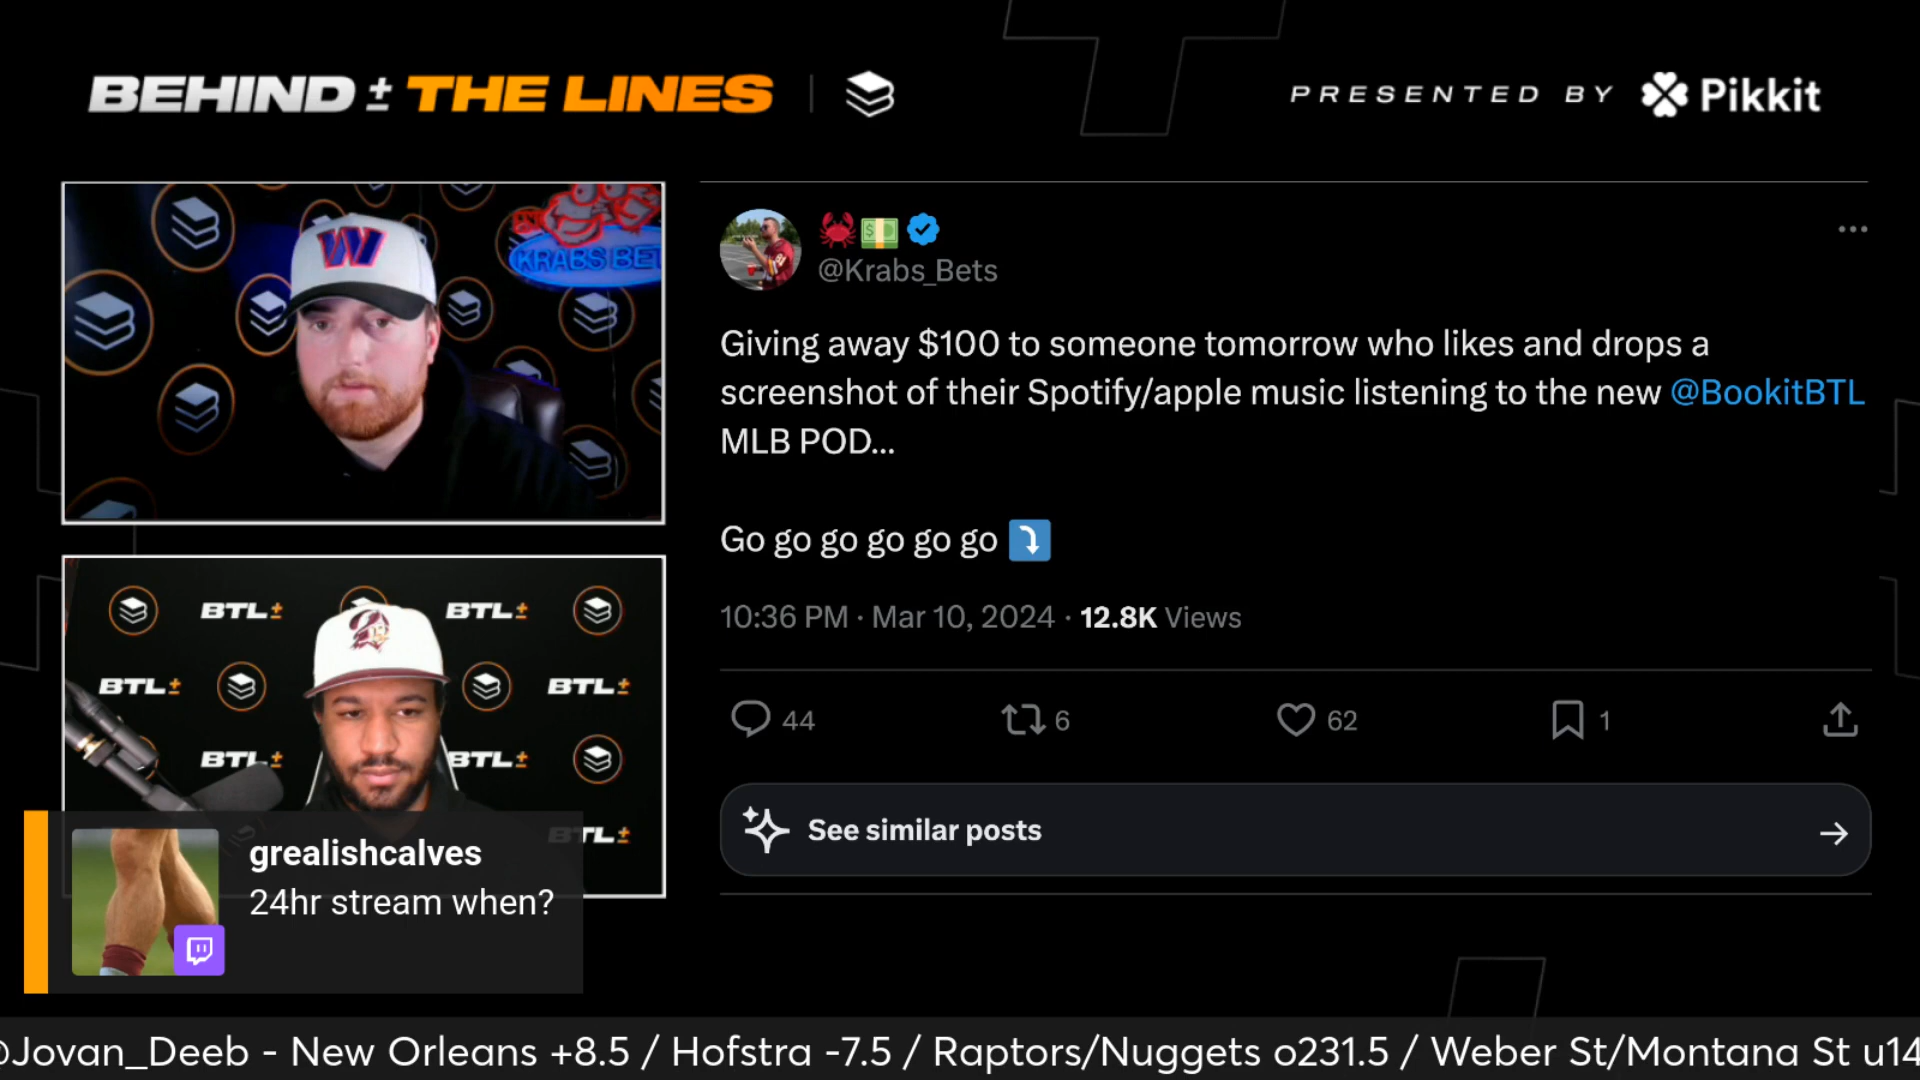 BEHIND ± THE LINES
PRESENTED BY Pikkit
W
KRABS BET
@Krabs_Bets
Giving away $100 to someone tomorrow who likes and drops a
screenshot of their Spotify/apple music listening to the new @BookitBTL
MLB POD...
Go go go go go go ⤵️
10:36 PM · Mar 10, 2024 · 12.8K Views
44 6 62 1
See similar posts
BTL± BTL±
BTL± BTL±
BTL± BTL±
TL±
grealishcalves
24hr stream when?
@Jovan_Deeb - New Orleans +8.5 / Hofstra -7.5 / Raptors/Nuggets o231.5 / Weber St/Montana St u14